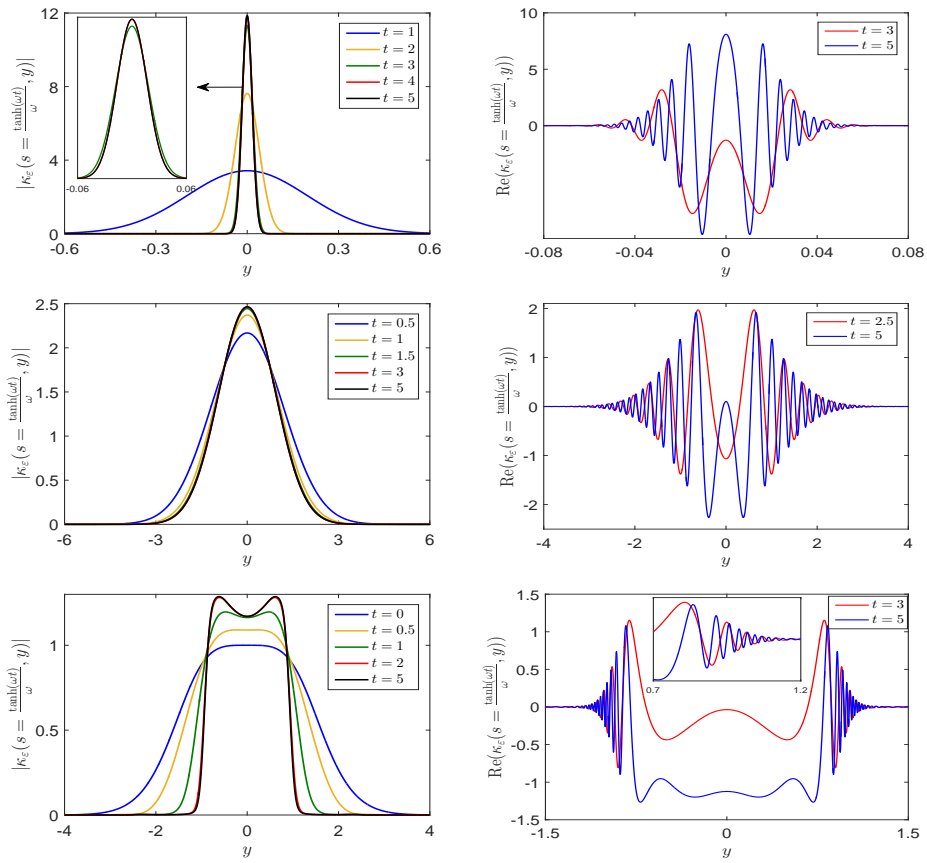 |κ_ε(s = tanh(ωt)/ω, y)|
12
8
4
0
-0.6
-0.3
0
0.3
0.6
y
-0.06
0.06
t = 1
t = 2
t = 3
t = 4
t = 5
Re(κ_ε(s = tanh(ωt)/ω, y))
0
-0.08
-0.04
0
0.04
0.08
y
t = 3
t = 5
|κ_ε(s = tanh(ωt)/ω, y)|
2.5
2
1.5
1
0.5
0
-6
-3
0
3
6
y
t = 0.5
t = 1
t = 1.5
t = 3
t = 5
Re(κ_ε(s = tanh(ωt)/ω, y))
2
1
0
-1
-2
-4
-2
0
2
4
y
t = 2.5
t = 5
|κ_ε(s = tanh(ωt)/ω, y)|
1
0.5
0
-4
-2
0
2
4
y
t = 0
t = 0.5
t = 1
t = 2
t = 5
Re(κ_ε(s = tanh(ωt)/ω, y))
1.5
1
0.5
0
-0.5
-1
-1.5
-1.5
-0.5
0
0.5
1.5
y
0.7
1.2
t = 3
t = 5